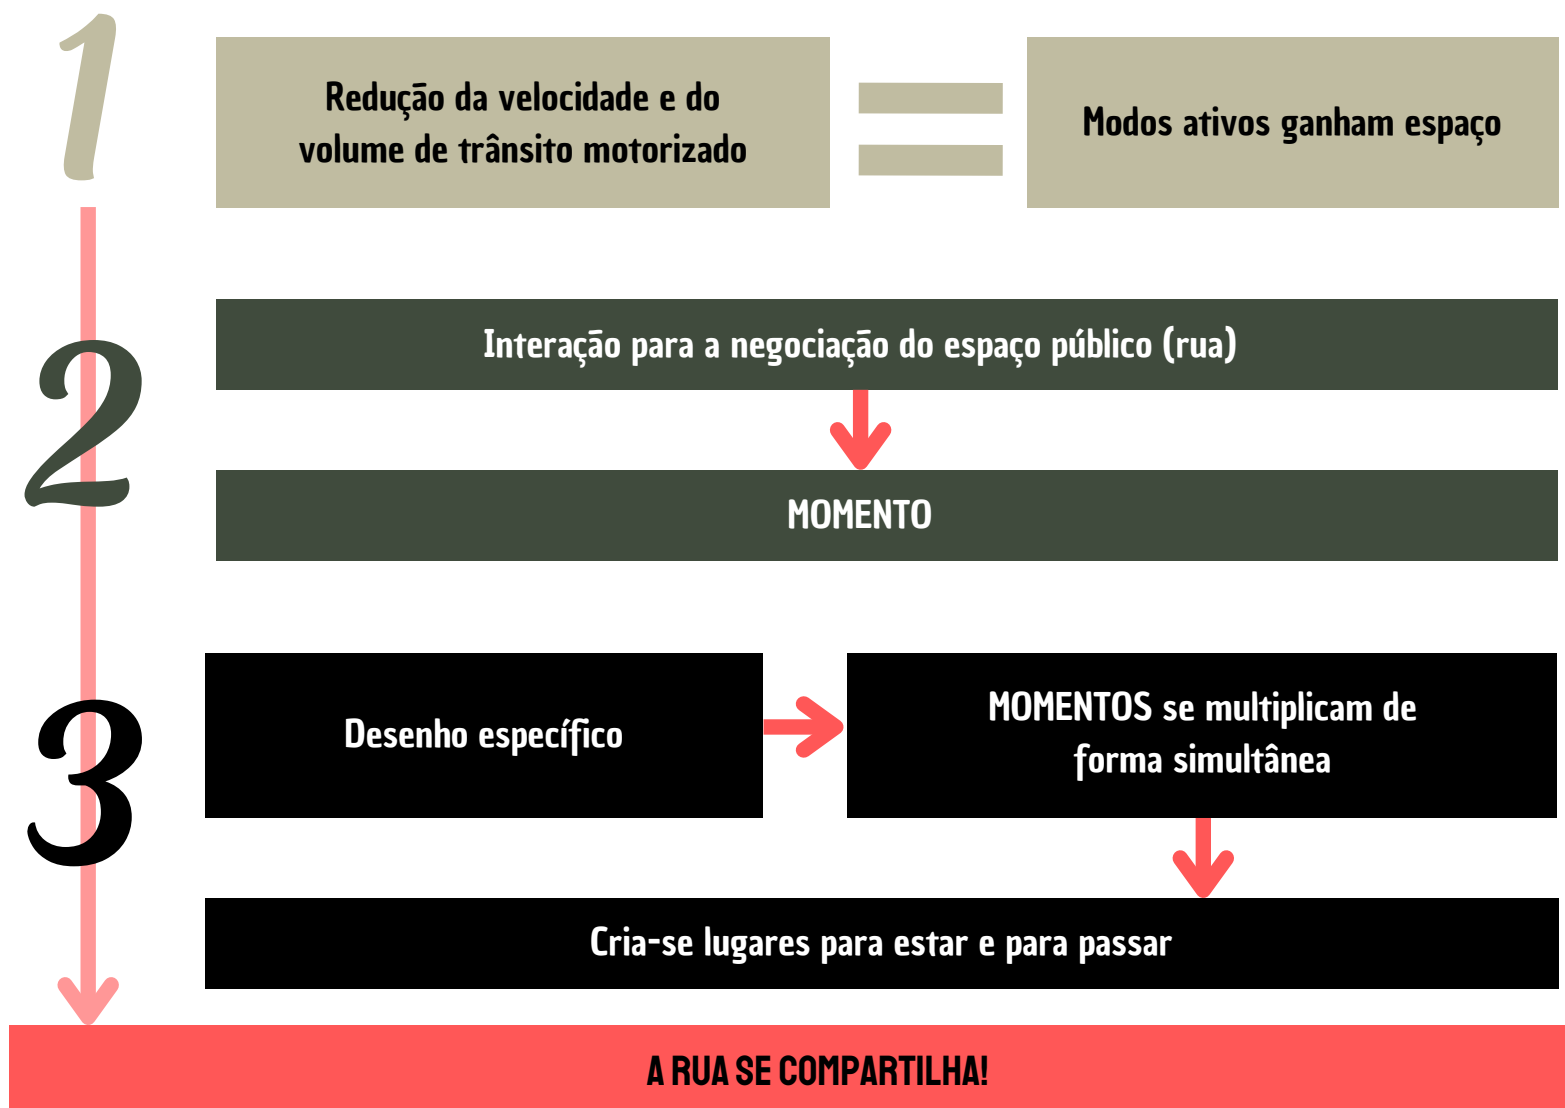 1
Redução da velocidade e do
volume de trânsito motorizado
Modos ativos ganham espaço
2
Interação para a negociação do espaço público (rua)
MOMENTO
3
Desenho específico
MOMENTOS se multiplicam de
forma simultânea
Cria-se lugares para estar e para passar
A RUA SE COMPARTILHA!